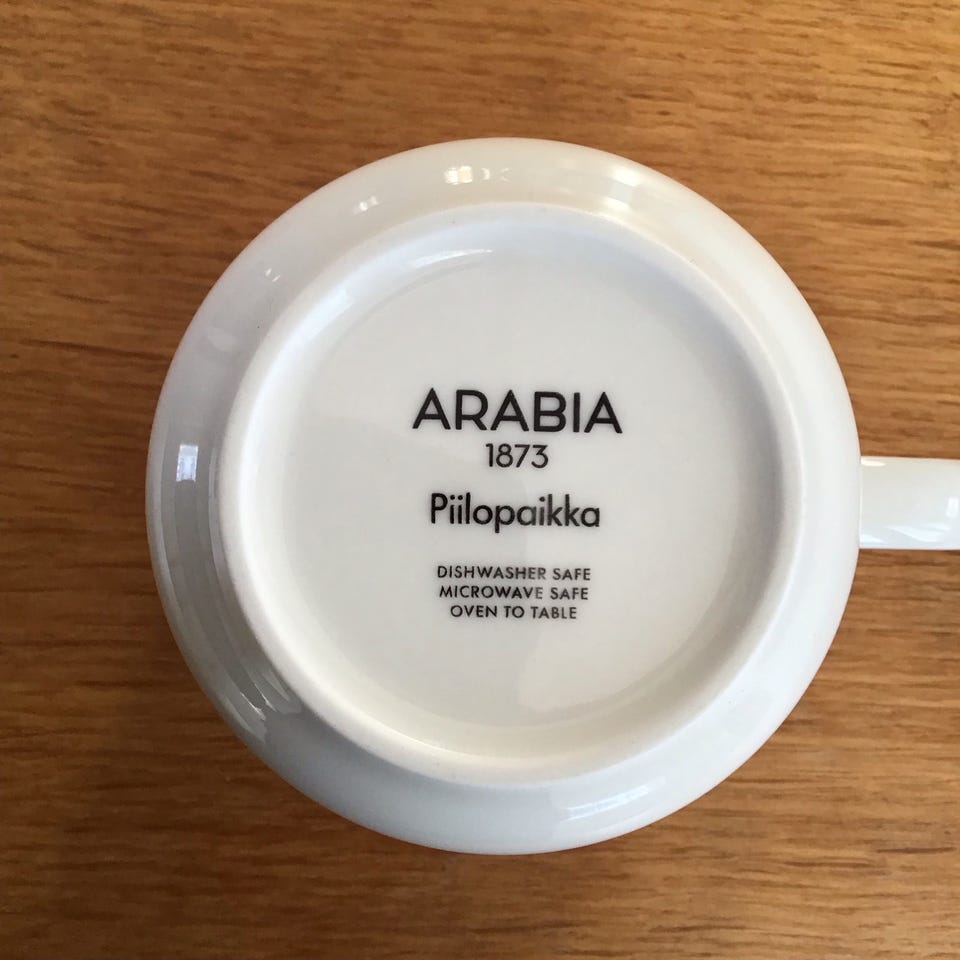 ARABIA
1873
Piilopaikka
DISHWASHER SAFE
MICROWAVE SAFE
OVEN TO TABLE